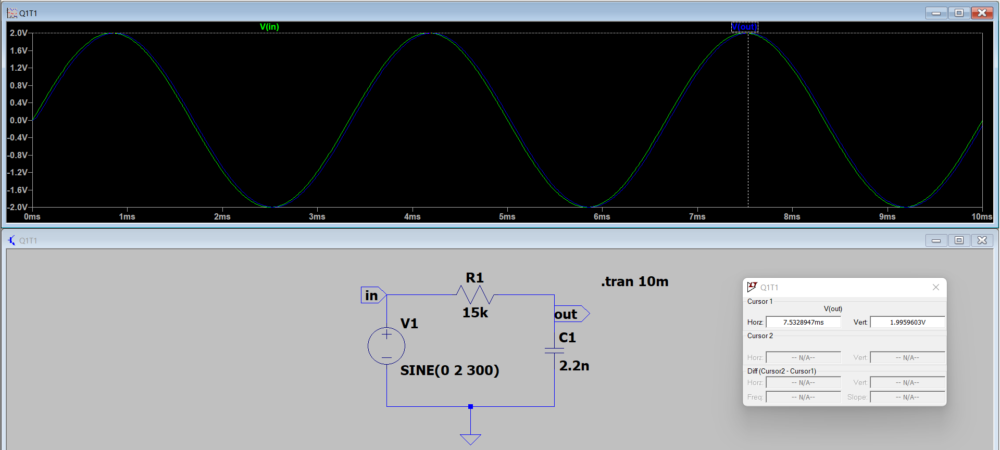 Q1T1
V(in)
V(out)
2.0V
1.6V
1.2V
0.8V
0.4V
0.0V
-0.4V
-0.8V
-1.2V
-1.6V
-2.0V
0ms 1ms 2ms 3ms 4ms 5ms 6ms 7ms 8ms 9ms 10ms
Q1T1
R1
.tran 10m
in
15k
out
V1
C1
2.2n
SINE(0 2 300)
Q1T1
Cursor 1
V(out)
Horz: 7.5328947ms Vert: 1.9959603V
Cursor 2
Horz: -- N/A-- Vert: -- N/A--
Diff (Cursor2 - Cursor1)
Horz: -- N/A-- Vert: -- N/A--
Freq: -- N/A-- Slope: -- N/A--